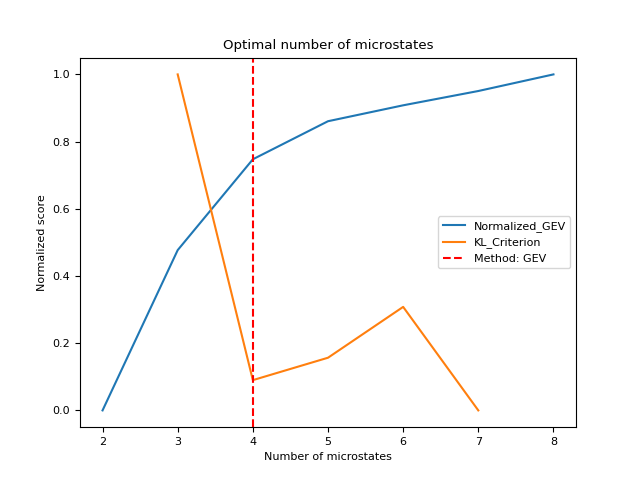 Optimal number of microstates
Normalized score
1.0
0.8
0.6
0.4
0.2
0.0
Normalized_GEV
KL_Criterion
Method: GEV
2 3 4 5 6 7 8
Number of microstates